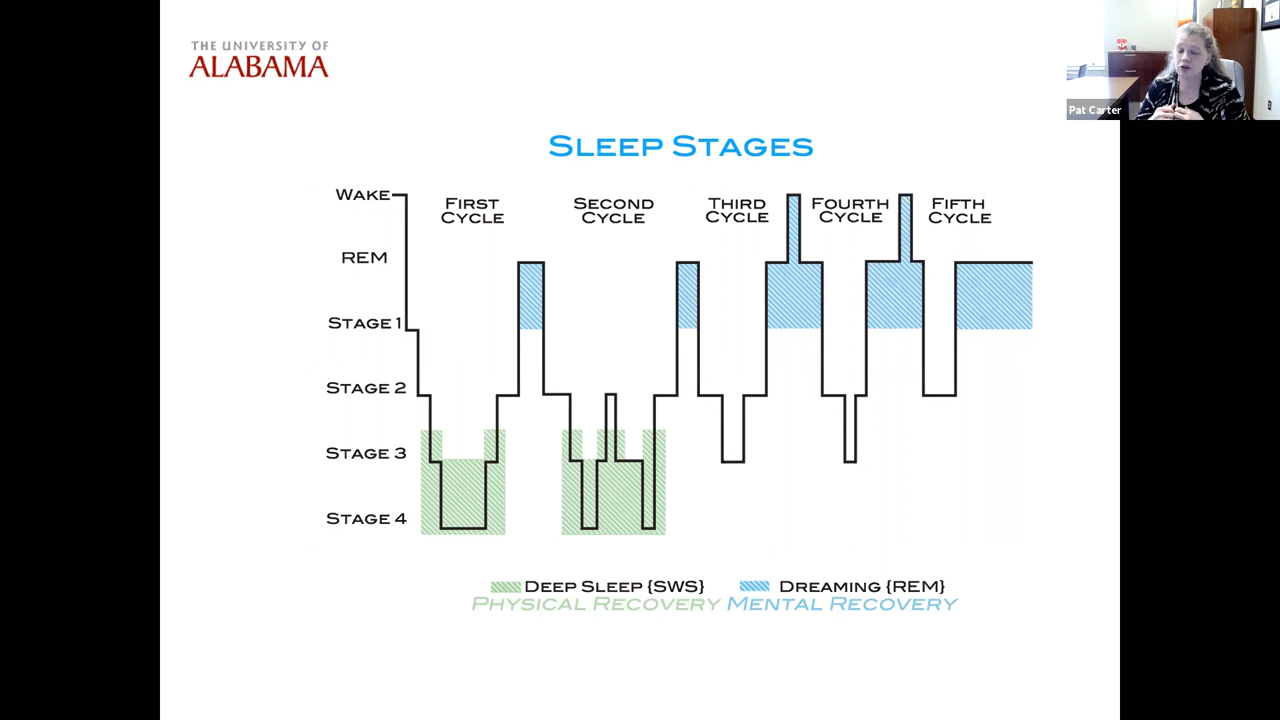 THE UNIVERSITY OF
ALABAMA
Pat Carter
SLEEP STAGES
WAKE
FIRST
CYCLE
SECOND
CYCLE
THIRD
CYCLE
FOURTH
CYCLE
FIFTH
CYCLE
REM
STAGE 1
STAGE 2
STAGE 3
STAGE 4
DEEP SLEEP {SWS}
PHYSICAL RECOVERY
DREAMING {REM}
MENTAL RECOVERY